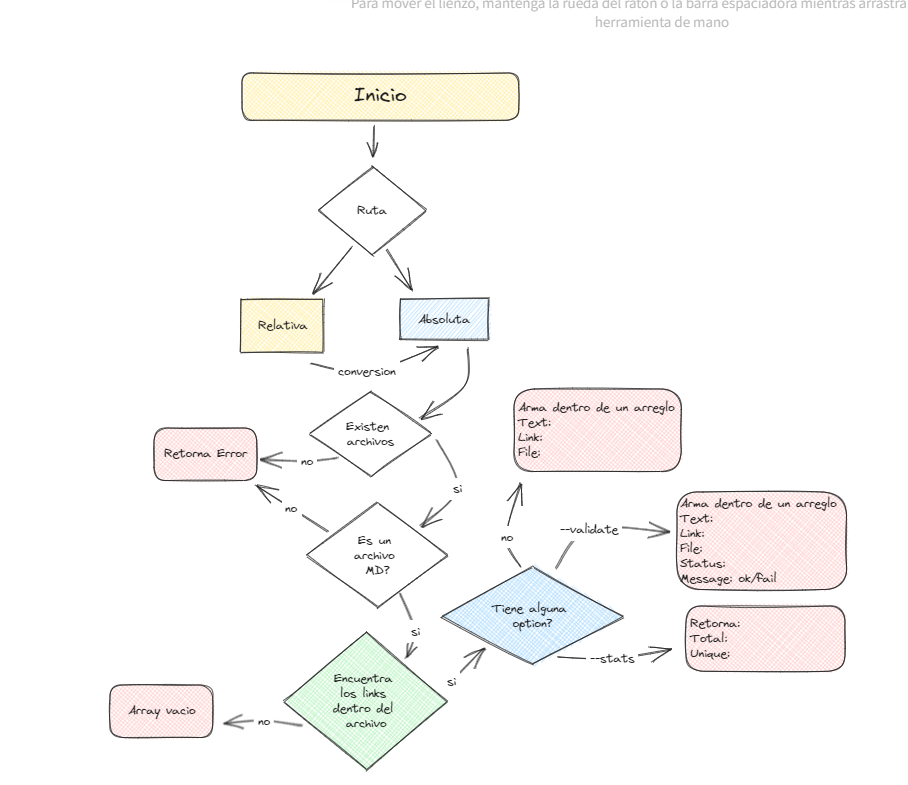 Para mover el lienzo, mantenga la rueda del ratón o la barra espaciadora mientras arrastra
herramienta de mano
Inicio
Ruta
Relativa
Absoluta
conversion
Existen
archivos
no
Retorna Error
si
no
Es un
archivo
MD?
si
Encuentra
los links
dentro del
archivo
no
Array vacio
si
Tiene alguna
option?
no
Arma dentro de un arreglo
Text:
Link:
File:
--validate
Arma dentro de un arreglo
Text:
Link:
File:
Status:
Message: ok/fail
--stats
Retorna:
Total:
Unique: